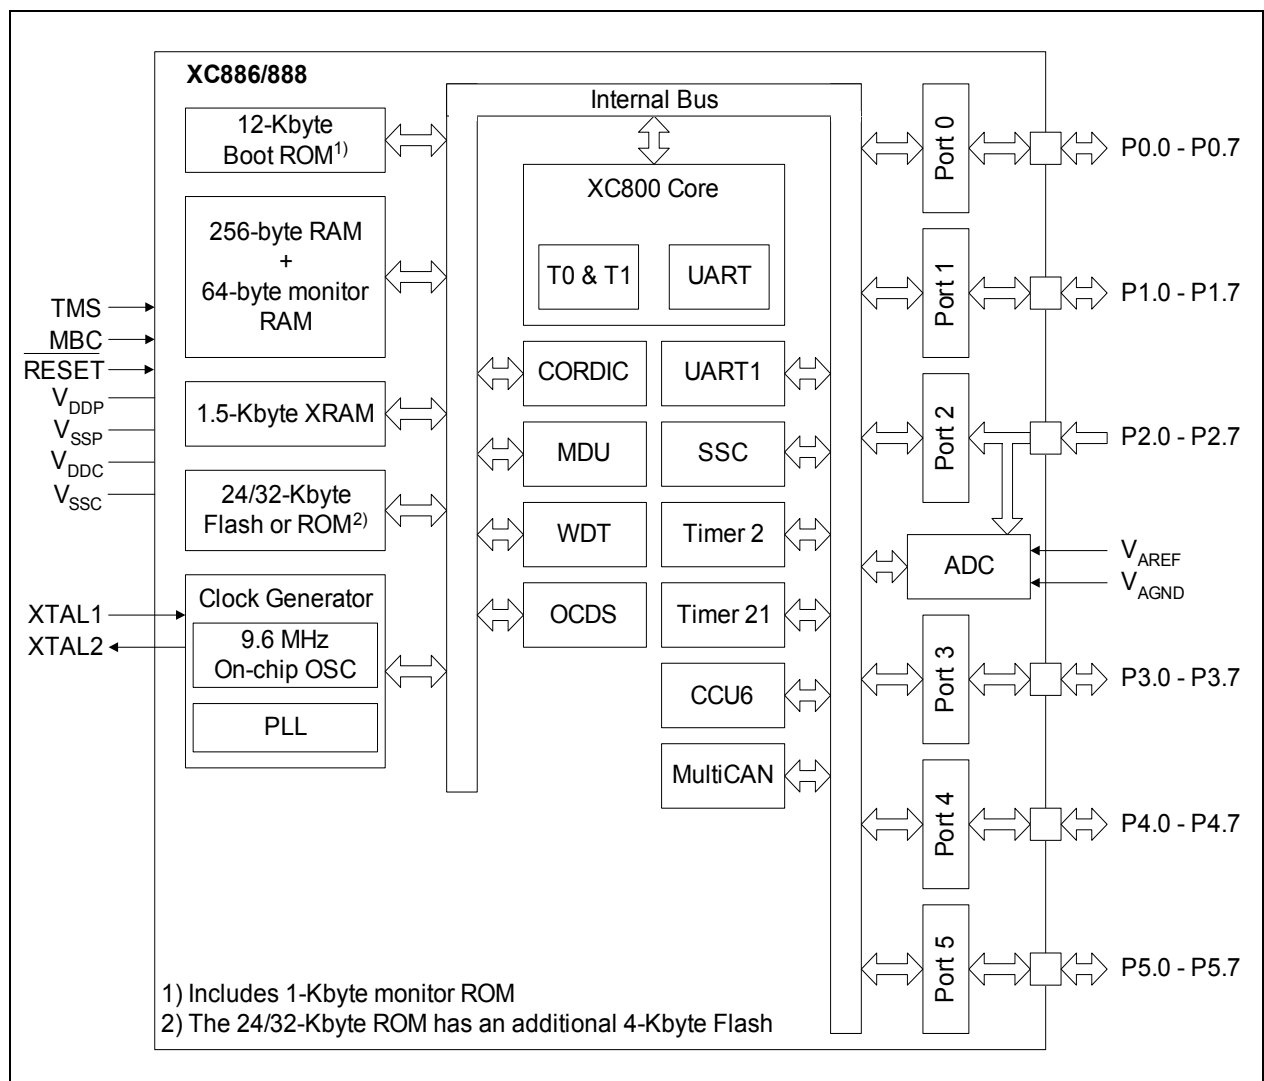 XC886/888
Internal Bus
12-Kbyte
Boot ROM1)
256-byte RAM
+
64-byte monitor
RAM
1.5-Kbyte XRAM
24/32-Kbyte
Flash or ROM2)
Clock Generator
9.6 MHz
On-chip OSC
PLL
TMS
MBC
RESET
VDDP
VSSP
VDDC
VSSC
XTAL1
XTAL2
XC800 Core
T0 & T1
UART
CORDIC
UART1
MDU
SSC
WDT
Timer 2
OCDS
Timer 21
CCU6
MultiCAN
Port 0
P0.0 - P0.7
Port 1
P1.0 - P1.7
Port 2
P2.0 - P2.7
ADC
VAREF
VAGND
Port 3
P3.0 - P3.7
Port 4
P4.0 - P4.7
Port 5
P5.0 - P5.7
1) Includes 1-Kbyte monitor ROM
2) The 24/32-Kbyte ROM has an additional 4-Kbyte Flash